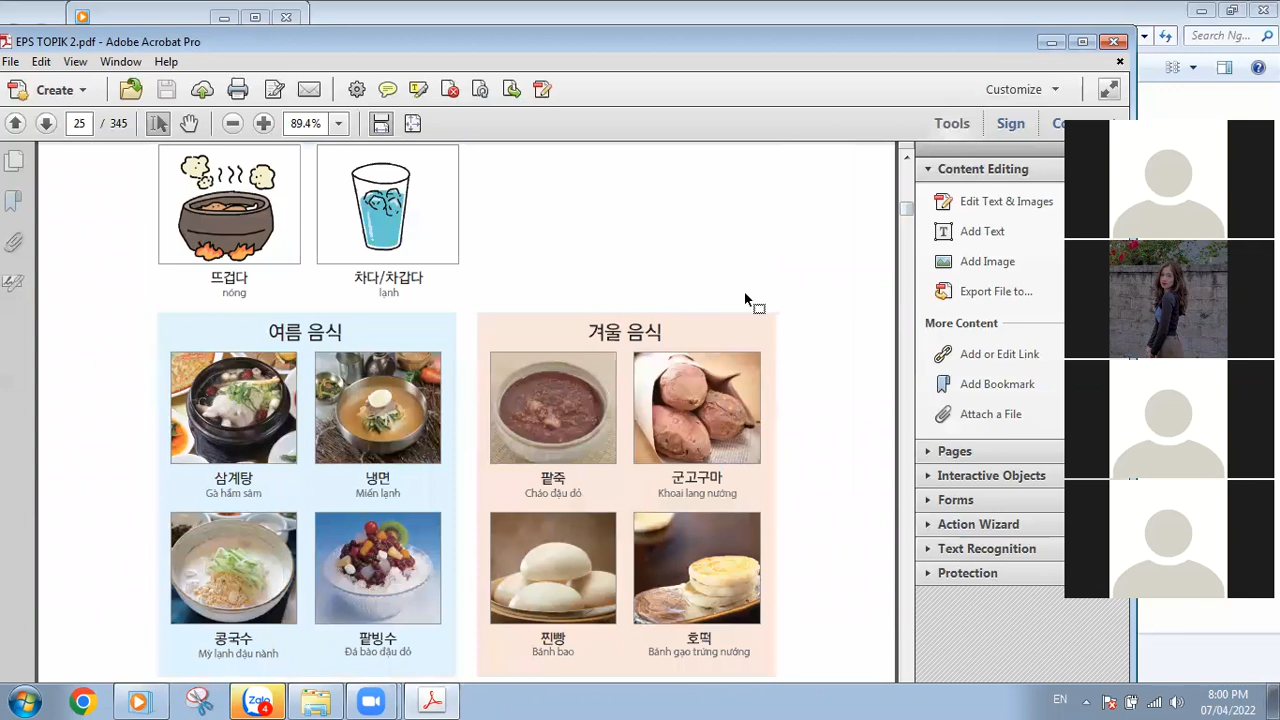 Search Ng...
EPS TOPIK 2.pdf - Adobe Acrobat Pro
File Edit View Window Help
Create
Customize
25 / 345
89.4%
Tools Sign
뜨겁다 차다/차갑다
nóng lạnh
여름 음식 겨울 음식
삼계탕 냉면 팥죽 군고구마
Gà hầm sâm Miến lạnh Cháo đậu đỏ Khoai lang nướng
콩국수 팥빙수 찐빵 호떡
Mỳ lạnh đậu nành Đá bào đậu đỏ Bánh bao Bánh gạo trứng nướng
Content Editing
Edit Text & Images
Add Text
Add Image
Export File to...
More Content
Add or Edit Link
Add Bookmark
Attach a File
Pages
Interactive Objects
Forms
Action Wizard
Text Recognition
Protection
Zalo
4
EN
8:00 PM
07/04/2022